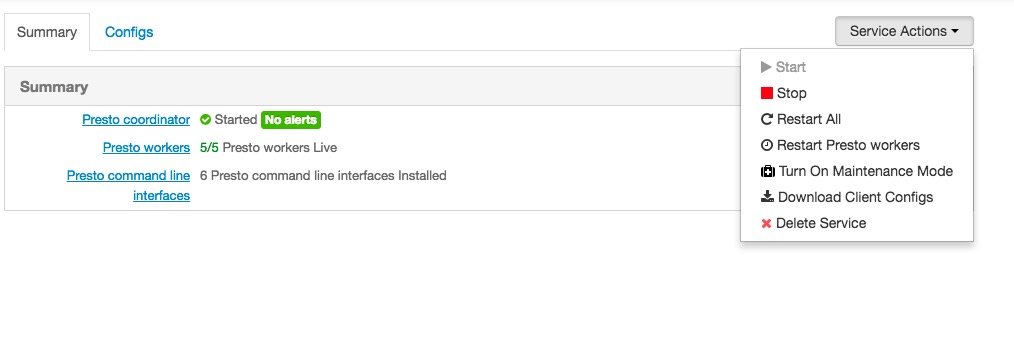 Summary Configs Service Actions
Start
Summary
Stop
Presto coordinator Started No alerts
Restart All
Presto workers 5/5 Presto workers Live
Restart Presto workers
Presto command line 6 Presto command line interfaces Installed
interfaces
Turn On Maintenance Mode
Download Client Configs
Delete Service